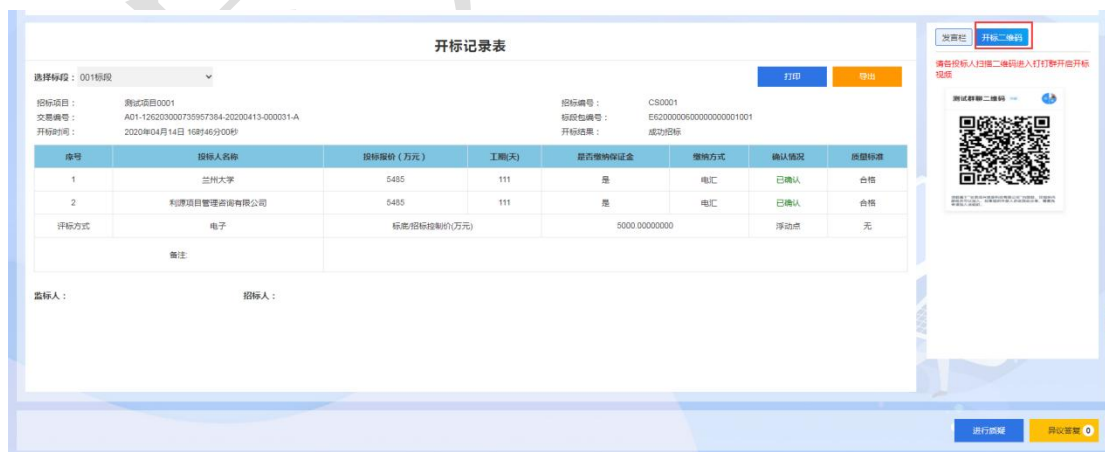 开标记录表
选择标段：001标段
打印 导出
招标项目： 测试项目0001 招标编号： CS0001
交易编号： A01-126203000735957384-20200413-000031-A 标段包编号： E6200000600000000001001
开标时间： 2020年04月14日 16时46分00秒 开标结果： 成功招标
序号 投标人名称 投标报价（万元） 工期(天) 是否缴纳保证金 缴纳方式 确认情况 质量标准
1 兰州大学 5485 111 是 电汇 已确认 合格
2 利源项目管理咨询有限公司 5485 111 是 电汇 已确认 合格
评标方式 电子 标底/招标控制价(万元) 5000.00000000 浮动点 无
备注:
监标人： 招标人：
发言栏 开标二维码
请各投标人扫描二维码进入打打群开启开标
视频
测试群聊二维码
进行质疑 异议答复 0